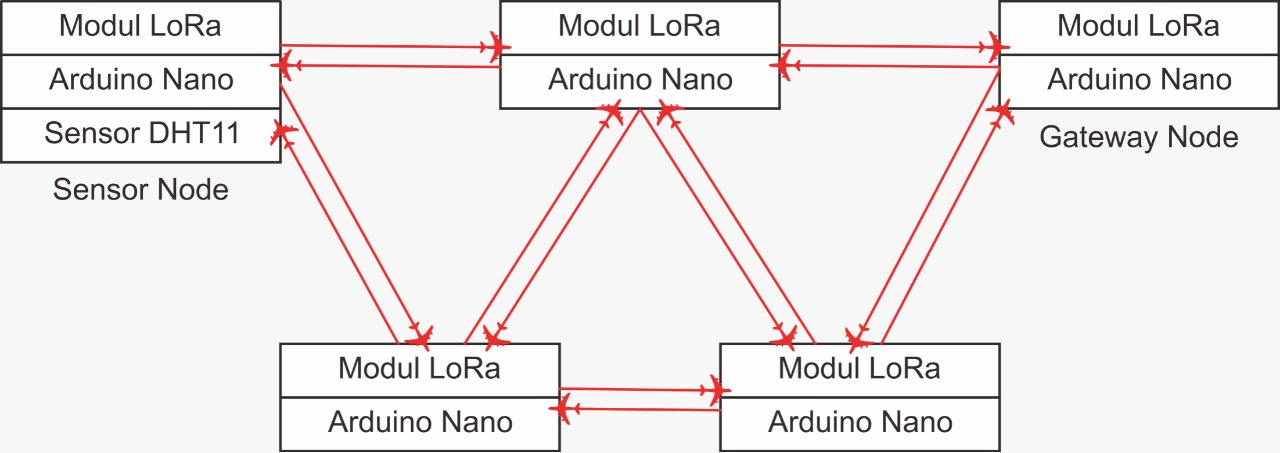 Modul LoRa
Arduino Nano
Sensor DHT11
Sensor Node
Modul LoRa
Arduino Nano
Modul LoRa
Arduino Nano
Gateway Node
Modul LoRa
Arduino Nano
Modul LoRa
Arduino Nano